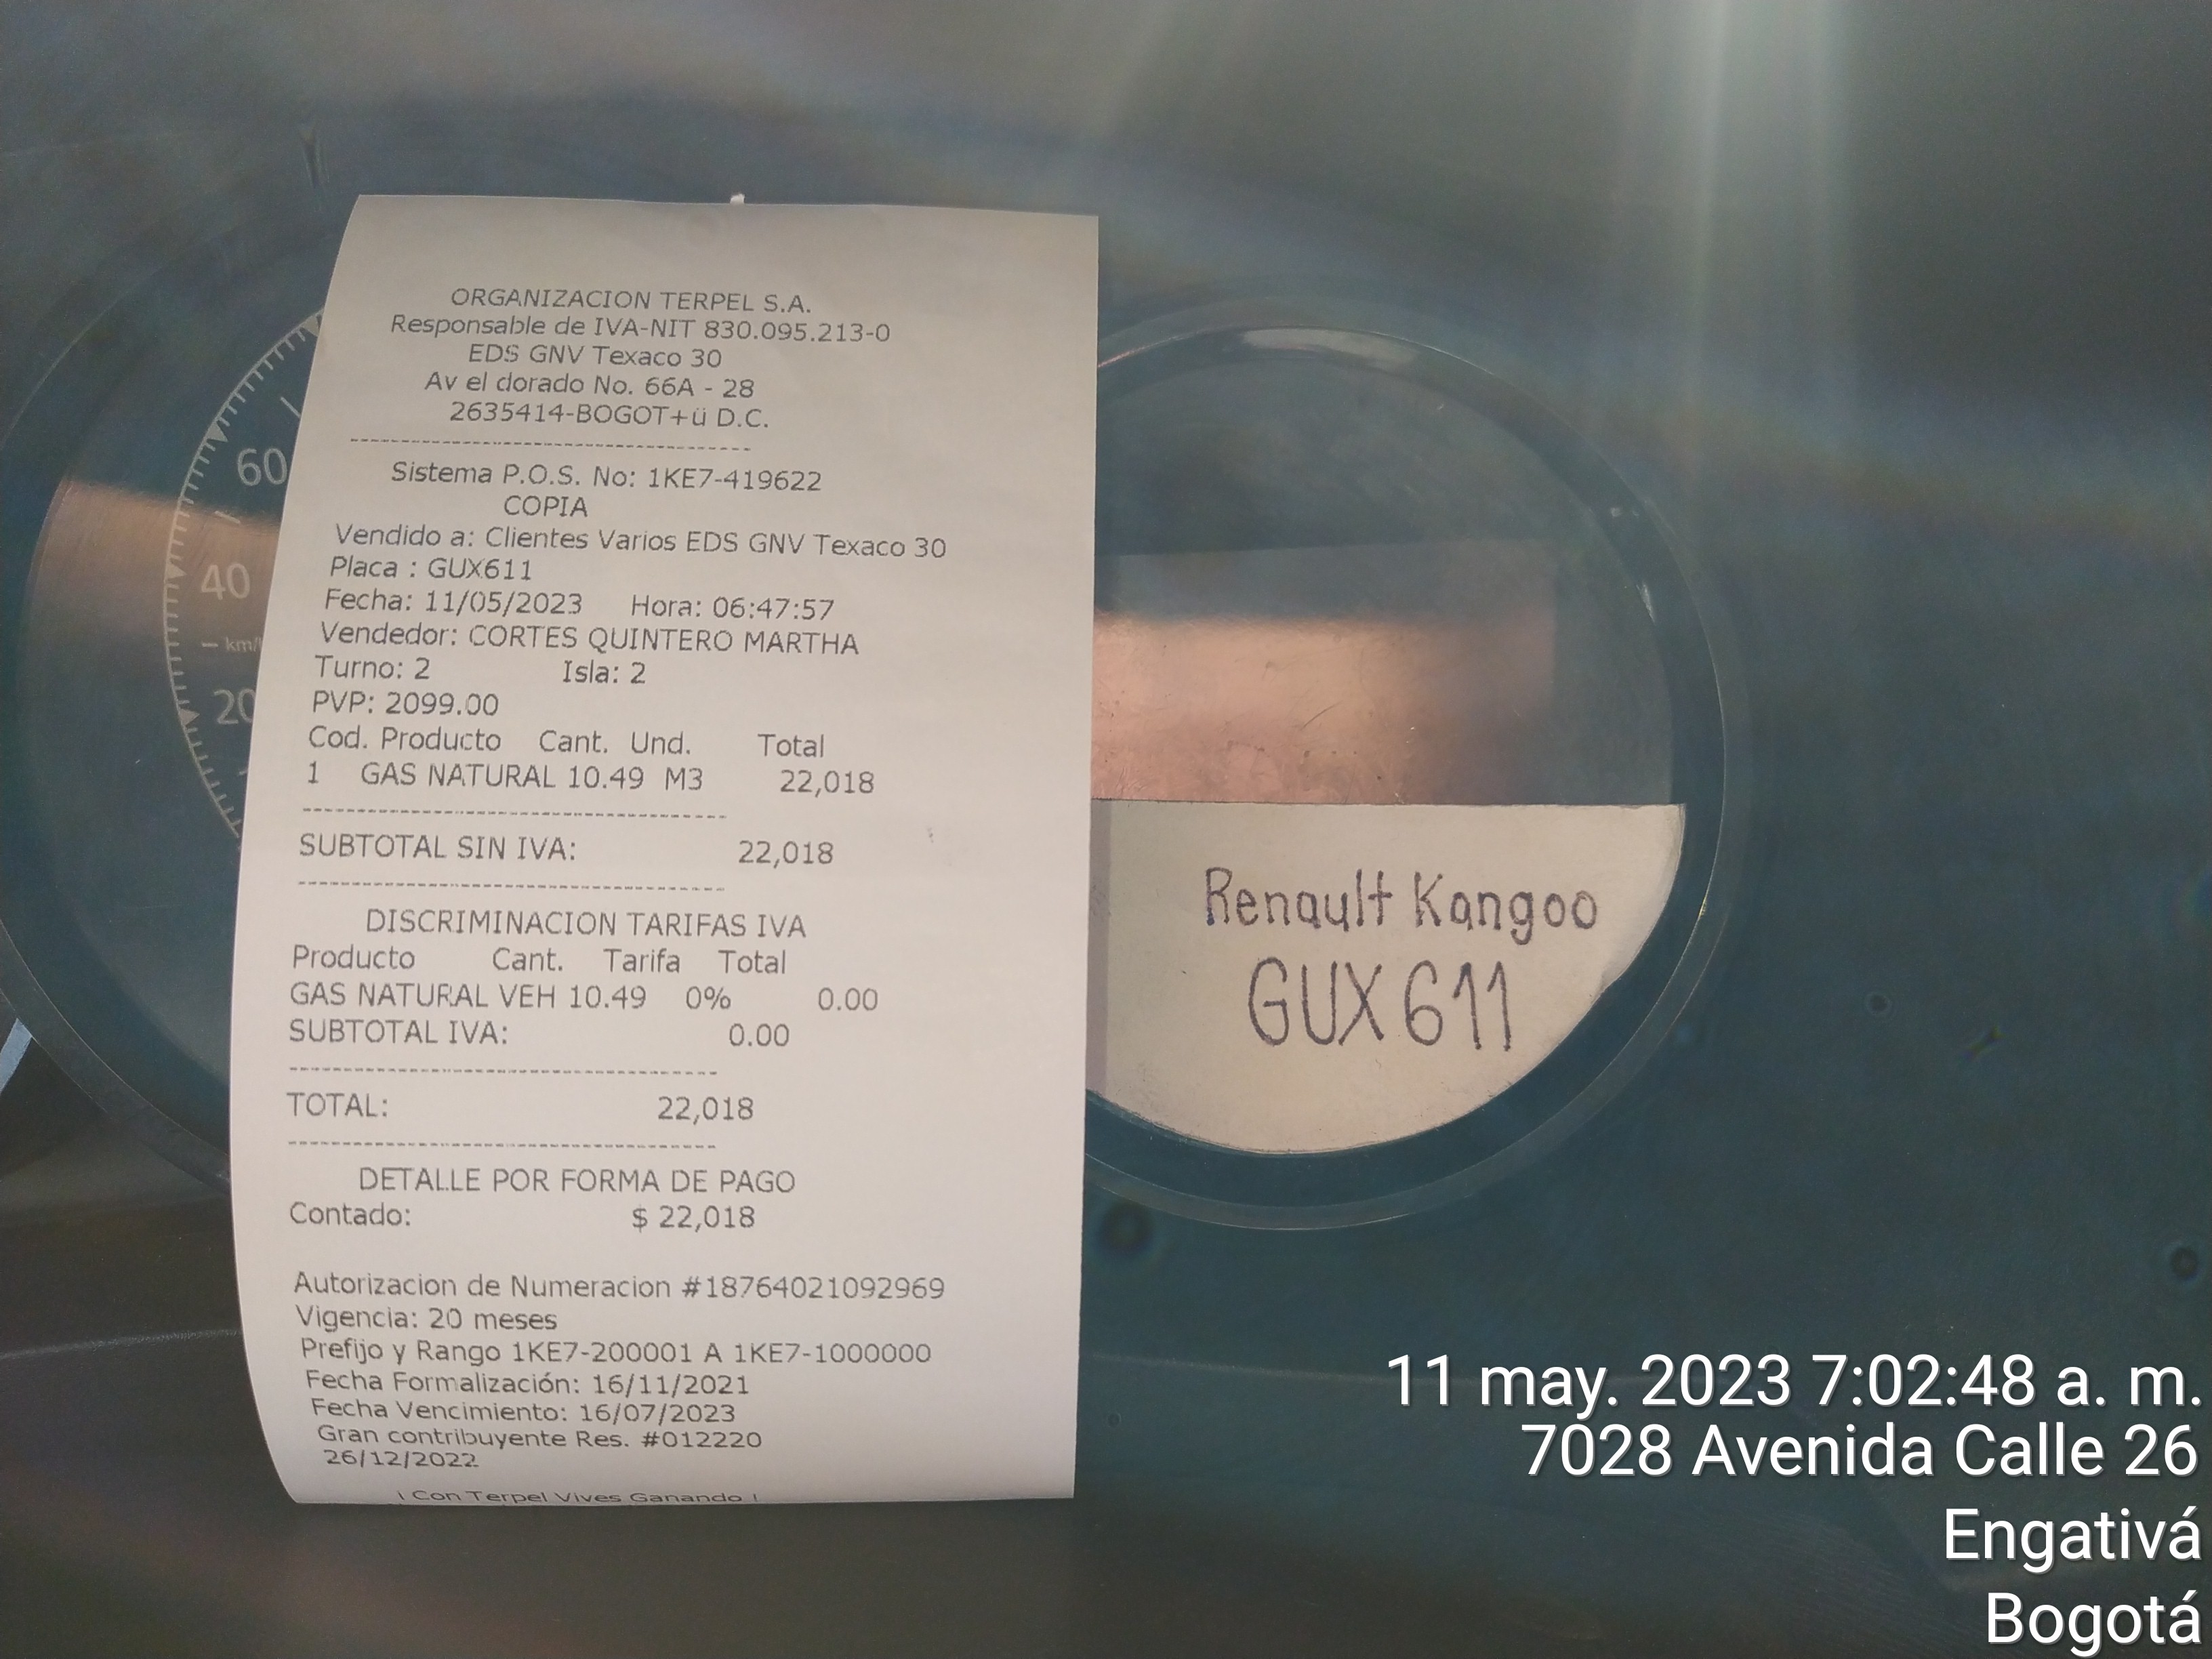 ORGANIZACION TERPEL S.A.
Responsable de IVA-NIT 830.095.213-0
EDS GNV Texaco 30
Av el dorado No. 66A - 28
2635414-BOGOT+ü D.C.
Sistema P.O.S. No: 1KE7-419622
COPIA
Vendido a: Clientes Varios EDS GNV Texaco 30
Placa : GUX611
Fecha: 11/05/2023 Hora: 06:47:57
Vendedor: CORTES QUINTERO MARTHA
Turno: 2 Isla: 2
PVP: 2099.00
Cod. Producto Cant. Und. Total
1 GAS NATURAL 10.49 M3 22,018
SUBTOTAL SIN IVA: 22,018
DISCRIMINACION TARIFAS IVA
Producto Cant. Tarifa Total
GAS NATURAL VEH 10.49 0% 0.00
SUBTOTAL IVA: 0.00
TOTAL: 22,018
DETALLE POR FORMA DE PAGO
Contado: $ 22,018
Autorizacion de Numeracion #18764021092969
Vigencia: 20 meses
Prefijo y Rango 1KE7-200001 A 1KE7-1000000
Fecha Formalización: 16/11/2021
Fecha Vencimiento: 16/07/2023
Gran contribuyente Res. #012220
26/12/2022
¡ Con Terpel Vives Ganando !
60
40
km/
20
Renault Kangoo
GUX611
11 may. 2023 7:02:48 a. m.
7028 Avenida Calle 26
Engativá
Bogotá